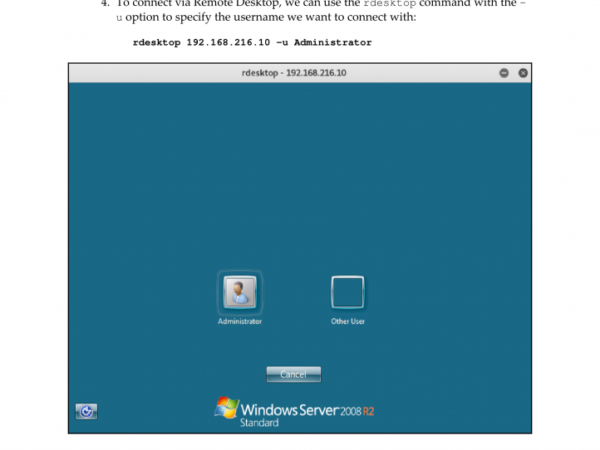 4. To connect via Remote Desktop, we can use the rdesktop command with the -
u option to specify the username we want to connect with:
rdesktop 192.168.216.10 -u Administrator
rdesktop - 192.168.216.10
Administrator
Other User
Cancel
Windows Server 2008 R2
Standard